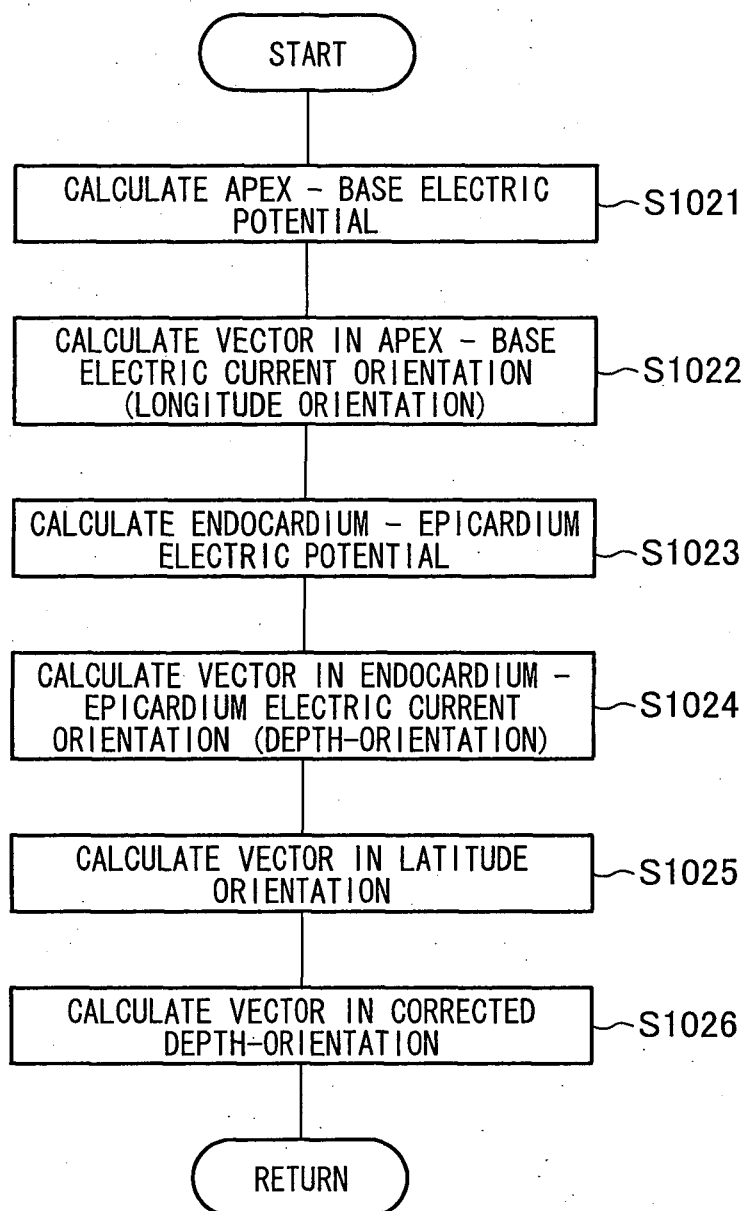 START
CALCULATE APEX - BASE ELECTRIC
POTENTIAL
S1021
CALCULATE VECTOR IN APEX - BASE
ELECTRIC CURRENT ORIENTATION
(LONGITUDE ORIENTATION)
S1022
CALCULATE ENDOCARDIUM - EPICARDIUM
ELECTRIC POTENTIAL
S1023
CALCULATE VECTOR IN ENDOCARDIUM -
EPICARDIUM ELECTRIC CURRENT
ORIENTATION (DEPTH-ORIENTATION)
S1024
CALCULATE VECTOR IN LATITUDE
ORIENTATION
S1025
CALCULATE VECTOR IN CORRECTED
DEPTH-ORIENTATION
S1026
RETURN